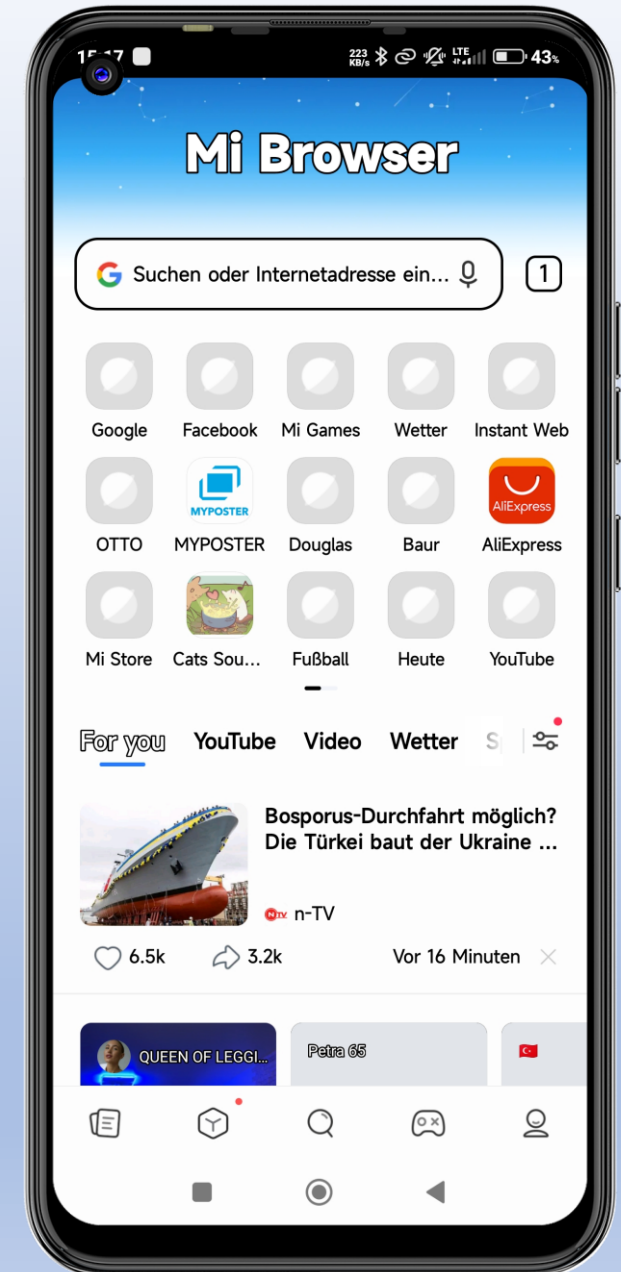 15:17
223 KB/s LTE 43%
Mi Browser
Suchen oder Internetadresse ein... 1
Google Facebook Mi Games Wetter Instant Web
MYPOSTER AliExpress
OTTO MYPOSTER Douglas Baur AliExpress
Mi Store Cats Sou... Fußball Heute YouTube
For you YouTube Video Wetter S
Bosporus-Durchfahrt möglich?
Die Türkei baut der Ukraine ...
n-TV
6.5k 3.2k Vor 16 Minuten
QUEEN OF LEGGI... Petra 65